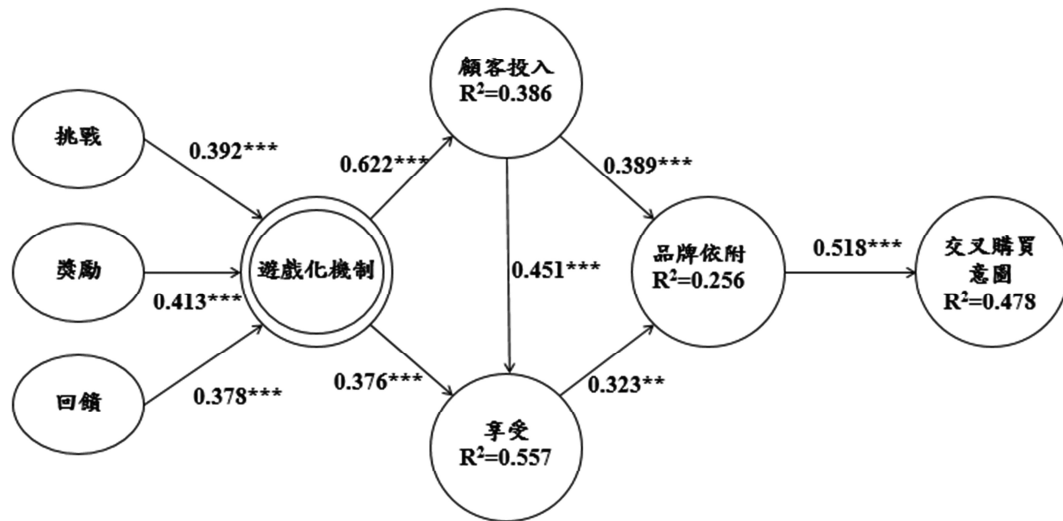 顧客投入
R²=0.386
挑戰
0.392***
0.622***
0.389***
獎勵
0.413***
遊戲化機制
0.451***
品牌依附
R²=0.256
0.518***
交叉購買
意圖
R²=0.478
回饋
0.378***
0.376***
0.323**
享受
R²=0.557